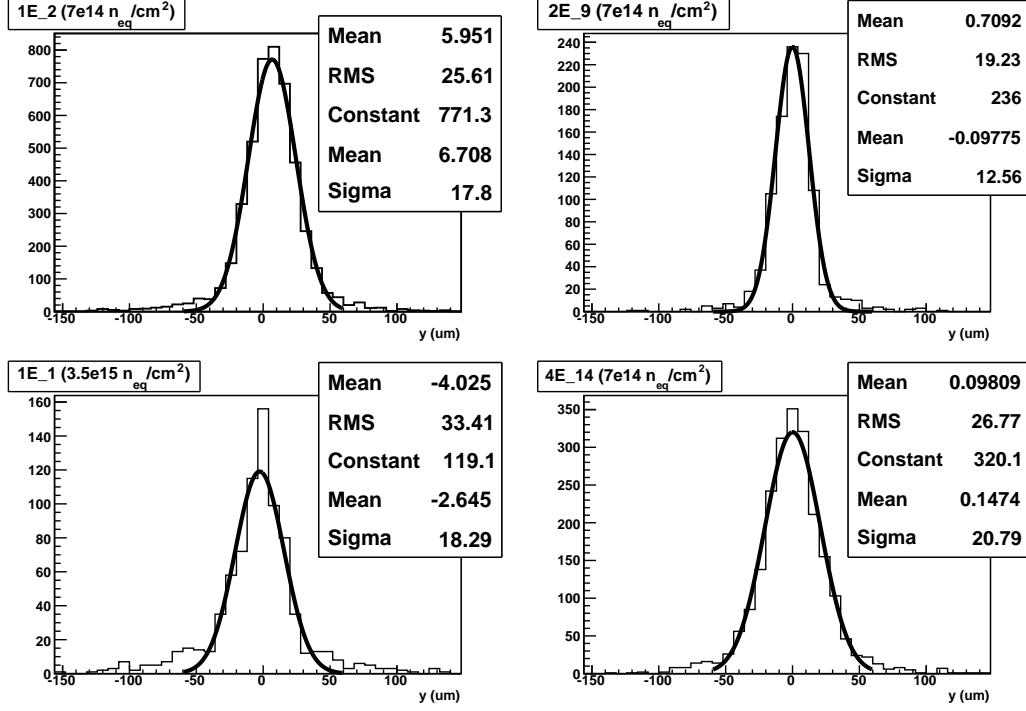 1E_2 (7e14 n_eq/cm^2)
Mean 5.951
RMS 25.61
Constant 771.3
Mean 6.708
Sigma 17.8
800
700
600
500
400
300
200
100
0
-150 -100 -50 0 50 100
y (um)
2E_9 (7e14 n_eq/cm^2)
Mean 0.7092
RMS 19.23
Constant 236
Mean -0.09775
Sigma 12.56
240
220
200
180
160
140
120
100
80
60
40
20
0
-150 -100 -50 0 50 100
y (um)
1E_1 (3.5e15 n_eq/cm^2)
Mean -4.025
RMS 33.41
Constant 119.1
Mean -2.645
Sigma 18.29
160
140
120
100
80
60
40
20
0
-150 -100 -50 0 50 100
y (um)
4E_14 (7e14 n_eq/cm^2)
Mean 0.09809
RMS 26.77
Constant 320.1
Mean 0.1474
Sigma 20.79
350
300
250
200
150
100
50
0
-150 -100 -50 0 50 100
y (um)